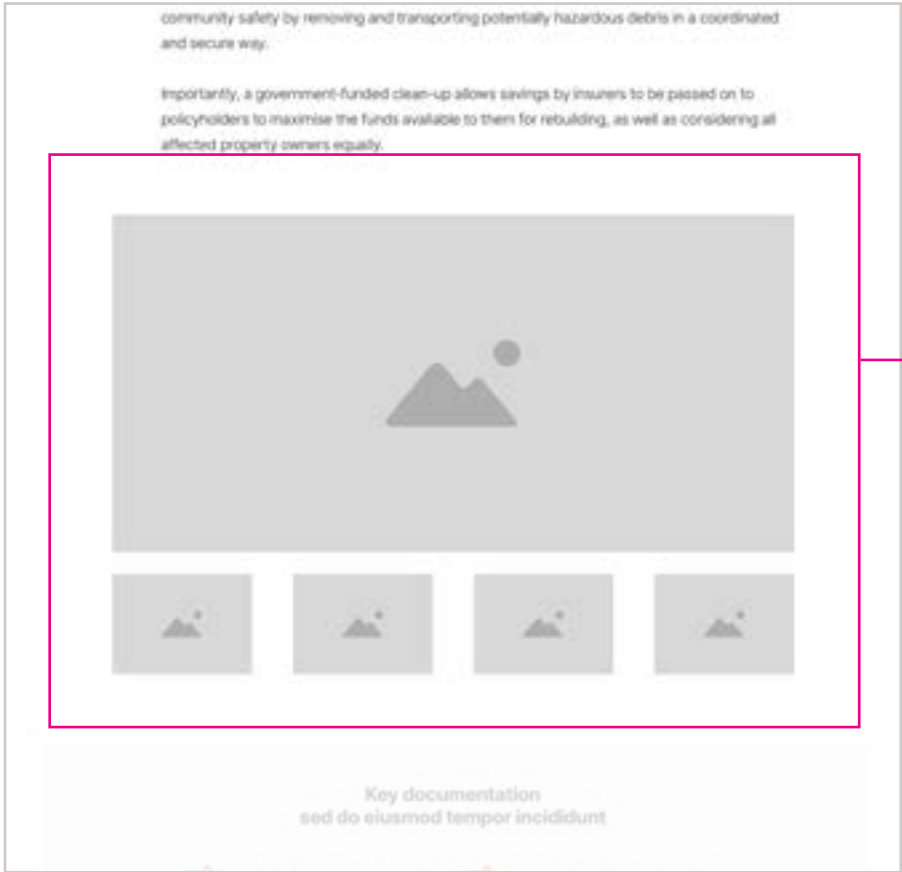 community safety by removing and transporting potentially hazardous debris in a coordinated
and secure way.
Importantly, a government-funded clean-up allows savings by insurers to be passed on to
policyholders to maximise the funds available to them for rebuilding, as well as considering all
affected property owners equally.
Key documentation
sed do eiusmod tempor incididunt